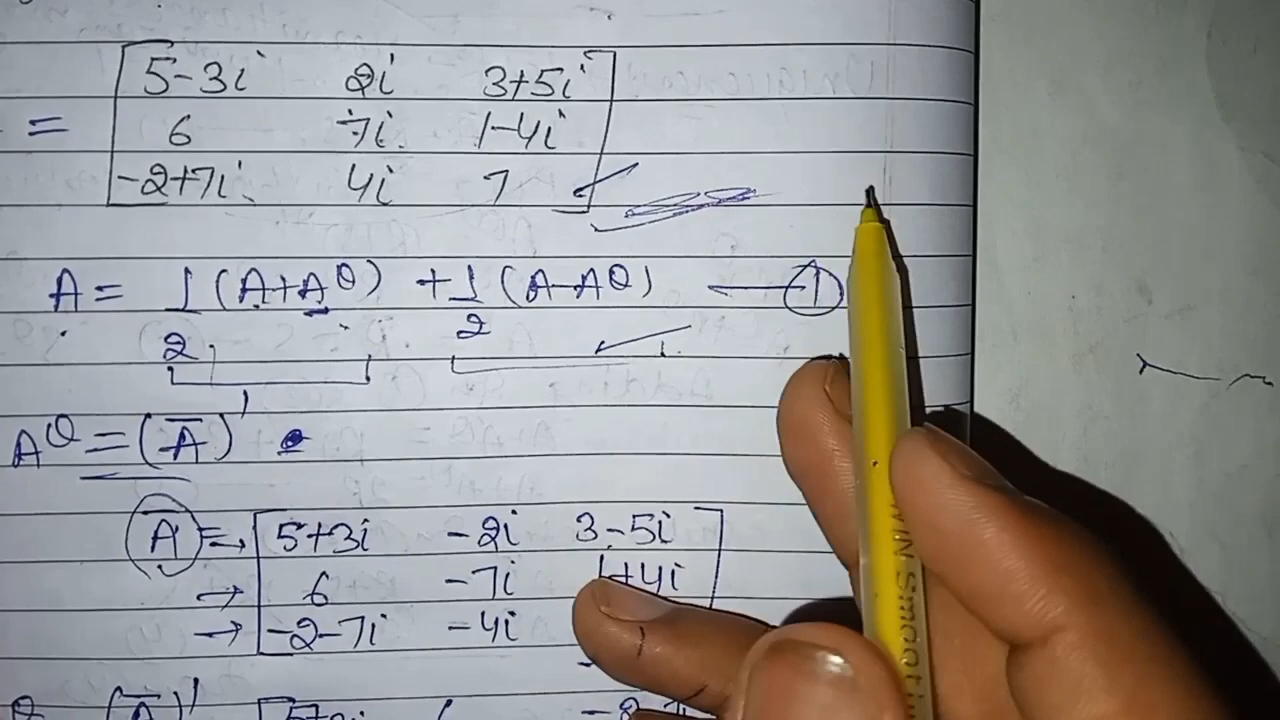 = [5-3i 2i 3+5i
6 7i 1-4i
-2+7i 4i 7]
A = 1/2 (A+A^θ) + 1/2 (A-A^θ) — ①
A^θ = (Ā)'
Ā = [5+3i -2i 3-5i
6 -7i 1+4i
-2-7i -4i
(Ā)'